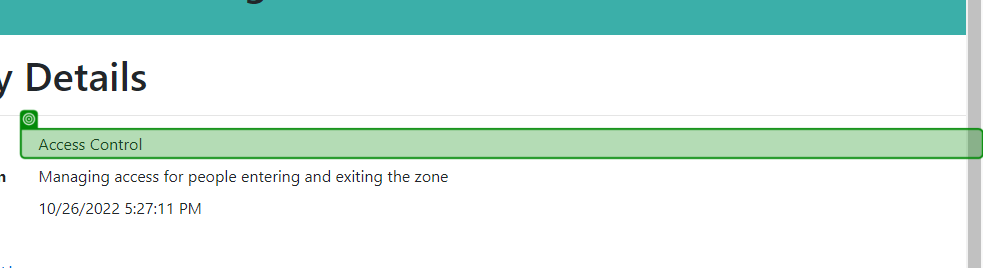 y Details
Access Control
n Managing access for people entering and exiting the zone
10/26/2022 5:27:11 PM